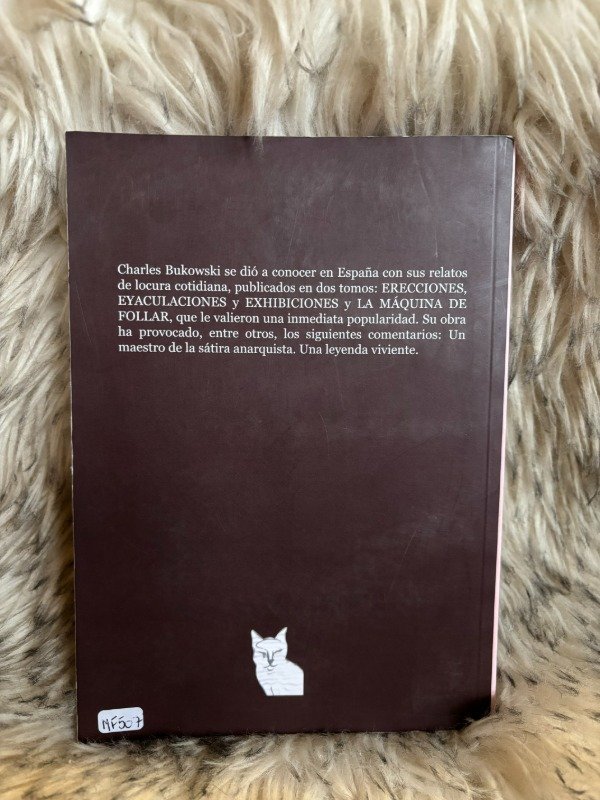 Charles Bukowski se dió a conocer en España con sus relatos
de locura cotidiana, publicados en dos tomos: ERECCIONES,
EYACULACIONES y EXHIBICIONES y LA MÁQUINA DE
FOLLAR, que le valieron una inmediata popularidad. Su obra
ha provocado, entre otros, los siguientes comentarios: Un
maestro de la sátira anarquista. Una leyenda viviente.
NF507